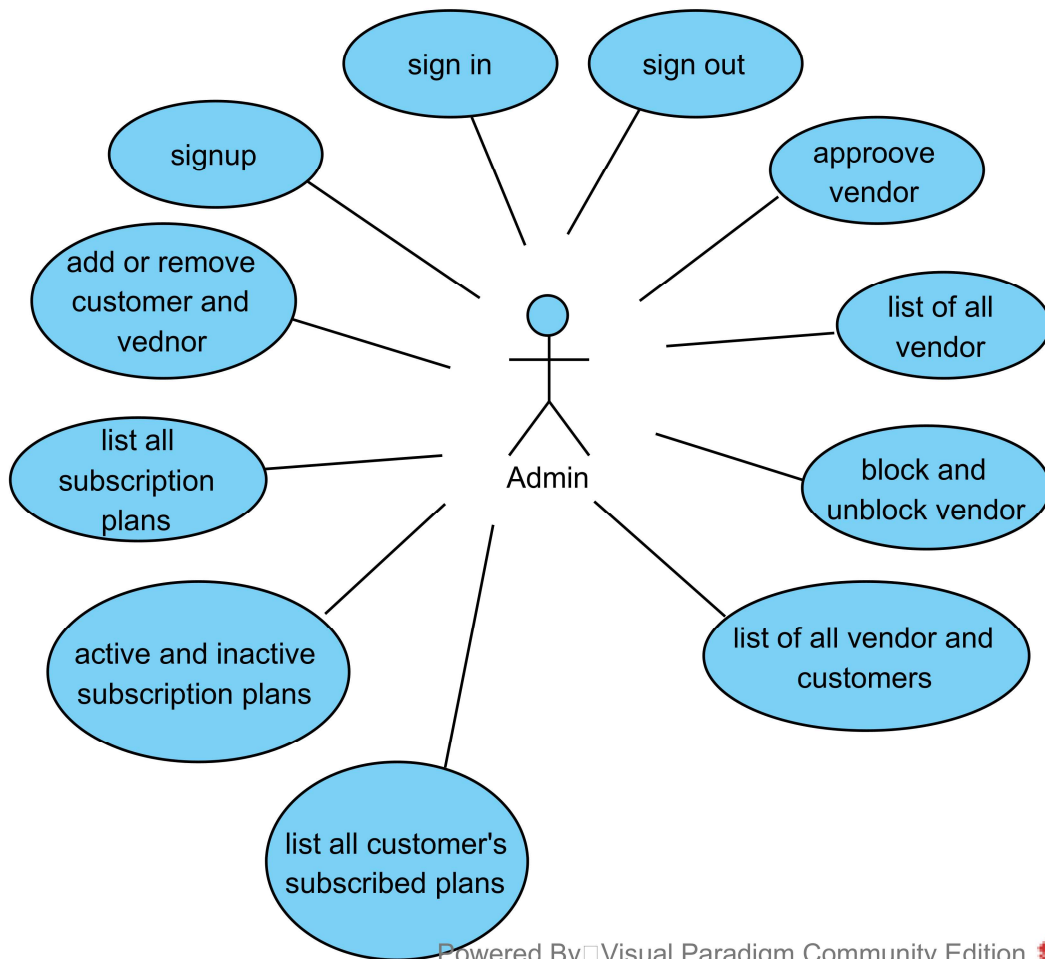 sign in
sign out
signup
approove
vendor
add or remove
customer and
vednor
list of all
vendor
list all
subscription
plans
Admin
block and
unblock vendor
active and inactive
subscription plans
list of all vendor and
customers
list all customer's
subscribed plans
Powered By□Visual Paradigm Community Edition